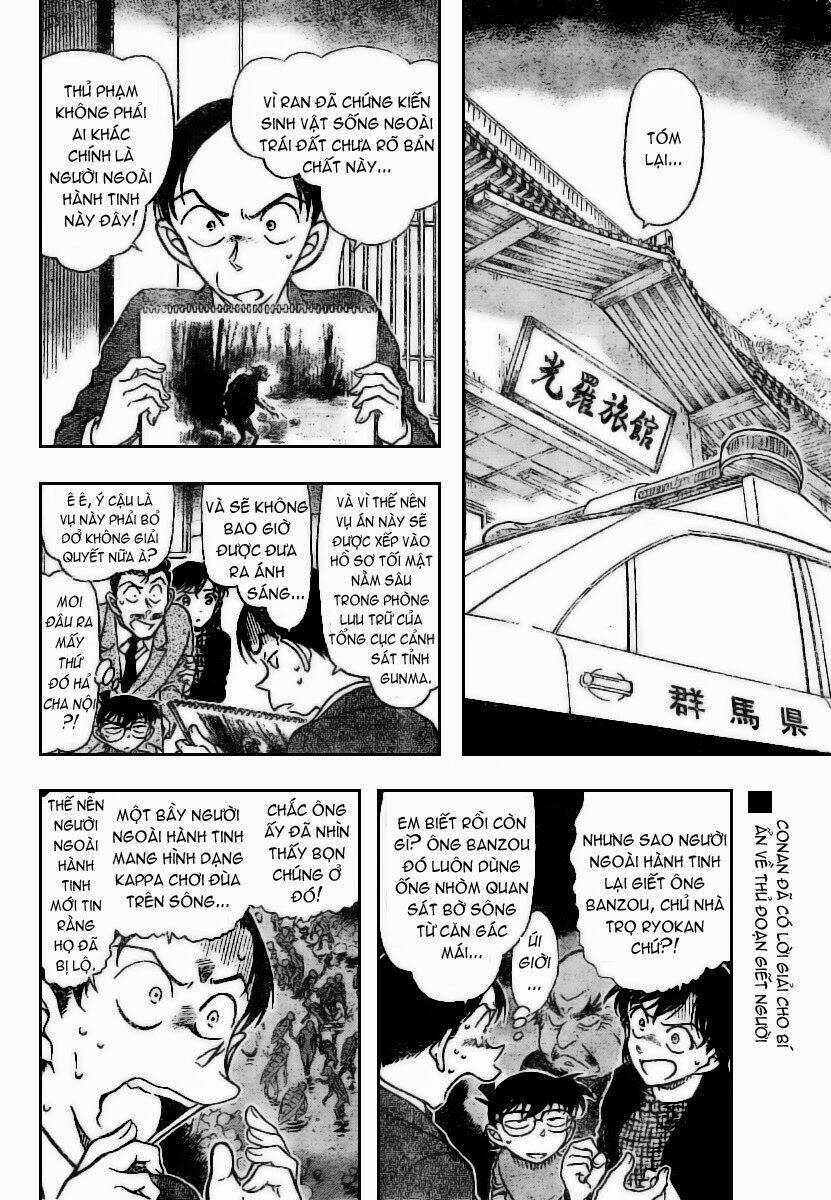 TÓM
LẠI...
光羅旅館
群馬県
VÌ RAN ĐÃ CHỨNG KIẾN
SINH VẬT SỐNG NGOÀI
TRÁI ĐẤT CHƯA RÕ BẢN
CHẤT NÀY...
THỦ PHẠM
KHÔNG PHẢI
AI KHÁC
CHÍNH LÀ
NGƯỜI NGOÀI
HÀNH TINH
NÀY ĐÂY!
VÀ VÌ THẾ NÊN
VỤ ÁN NÀY SẼ
ĐƯỢC XẾP VÀO
HỒ SƠ TỐI MẬT
NẰM SÂU
TRONG PHÒNG
LƯU TRỮ CỦA
TỔNG CỤC CẢNH
SÁT TỈNH
GUNMA.
VÀ SẼ KHÔNG
BAO GIỜ
ĐƯỢC ĐƯA
RA ÁNH
SÁNG...
Ê Ê, Ý CẬU LÀ
VỤ NÀY PHẢI BỎ
DỞ KHÔNG GIẢI
QUYẾT NỮA À?
MOI
ĐÂU RA
MẤY
THỨ
ĐÓ HẢ
CHA NỘI
?!
CONAN ĐÃ CÓ LỜI GIẢI CHO BÍ
ẨN VỀ THỦ ĐOẠN GIẾT NGƯỜI
NHƯNG SAO NGƯỜI
NGOÀI HÀNH TINH
LẠI GIẾT ÔNG
BANZOU, CHỦ NHÀ
TRỌ RYOKAN
CHỨ?!
EM BIẾT RỒI CÒN
GÌ? ÔNG BANZOU
ĐÓ LUÔN DÙNG
ỐNG NHÒM QUAN
SÁT BỜ SÔNG
TỪ CĂN GÁC
MÁI...
ÚI
GIỜI
...
CHẮC ÔNG
ẤY ĐÃ NHÌN
THẤY BỌN
CHÚNG Ở
ĐÓ!
MỘT BẦY NGƯỜI
NGOÀI HÀNH TINH
MANG HÌNH DẠNG
KAPPA CHƠI ĐÙA
TRÊN SÔNG...
THẾ NÊN
NGƯỜI
NGOÀI
HÀNH
TINH
MỚI TIN
RẰNG
HỌ ĐÃ
BỊ LỘ.